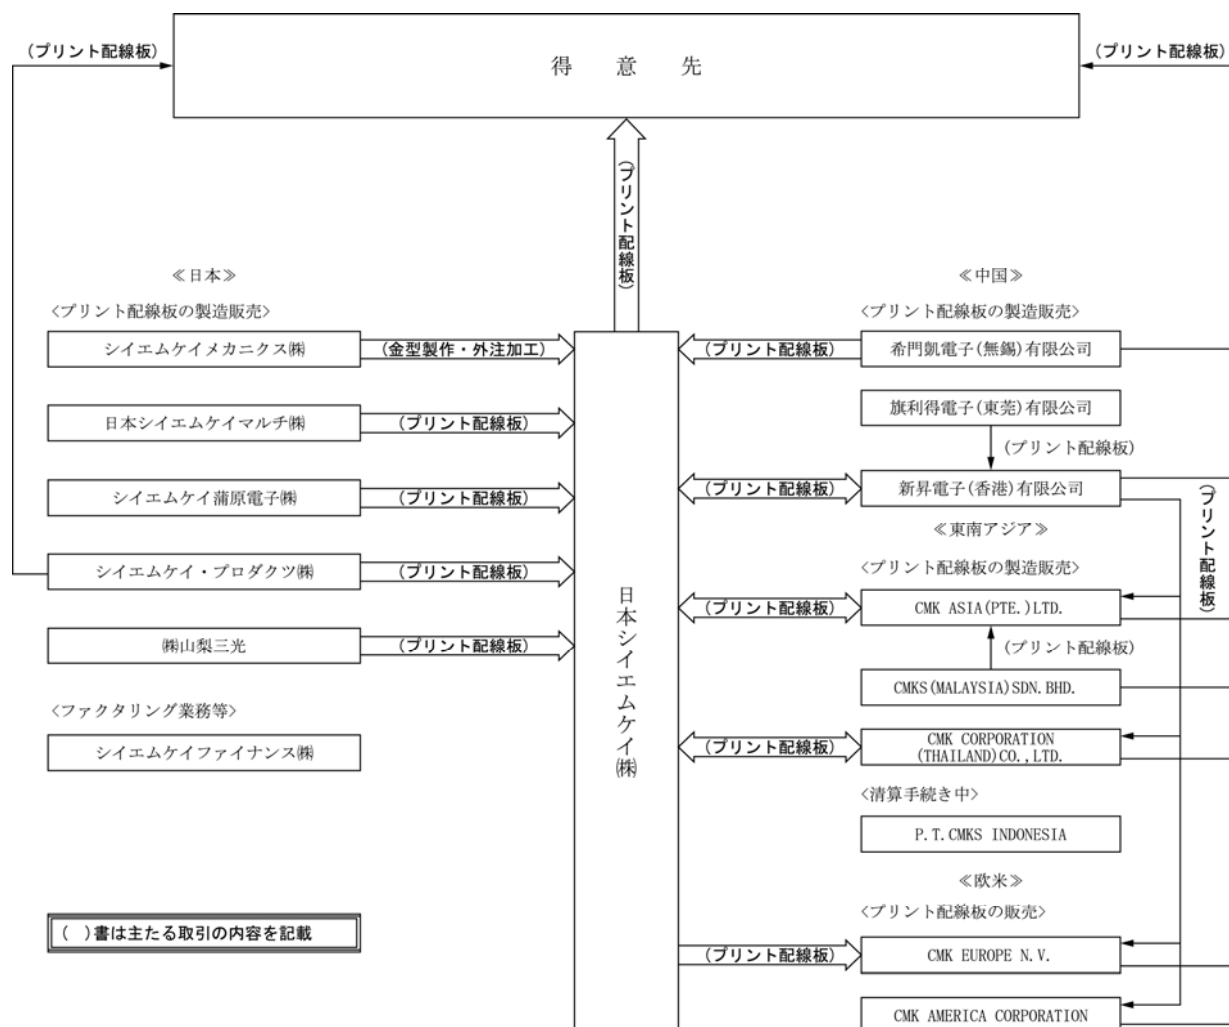 (プリント配線板)
得意先
(プリント配線板)
(プリント配線板)
≪日本≫
<プリント配線板の製造販売>
シイエムケイメカニクス㈱
(金型製作・外注加工)
日本シイエムケイマルチ㈱
(プリント配線板)
シイエムケイ蒲原電子㈱
(プリント配線板)
シイエムケイ・プロダクツ㈱
(プリント配線板)
㈱山梨三光
(プリント配線板)
<ファクタリング業務等>
シイエムケイファイナンス㈱
( )書は主たる取引の内容を記載
日本シイエムケイ㈱
≪中国≫
<プリント配線板の製造販売>
(プリント配線板)
希門凱電子(無錫)有限公司
旗利得電子(東莞)有限公司
(プリント配線板)
(プリント配線板)
新昇電子(香港)有限公司
(プリント配線板)
≪東南アジア≫
<プリント配線板の製造販売>
(プリント配線板)
CMK ASIA(PTE.)LTD.
(プリント配線板)
CMKS(MALAYSIA)SDN.BHD.
(プリント配線板)
CMK CORPORATION
(THAILAND)CO.,LTD.
<清算手続き中>
P.T.CMKS INDONESIA
≪欧米≫
<プリント配線板の販売>
(プリント配線板)
CMK EUROPE N.V.
CMK AMERICA CORPORATION